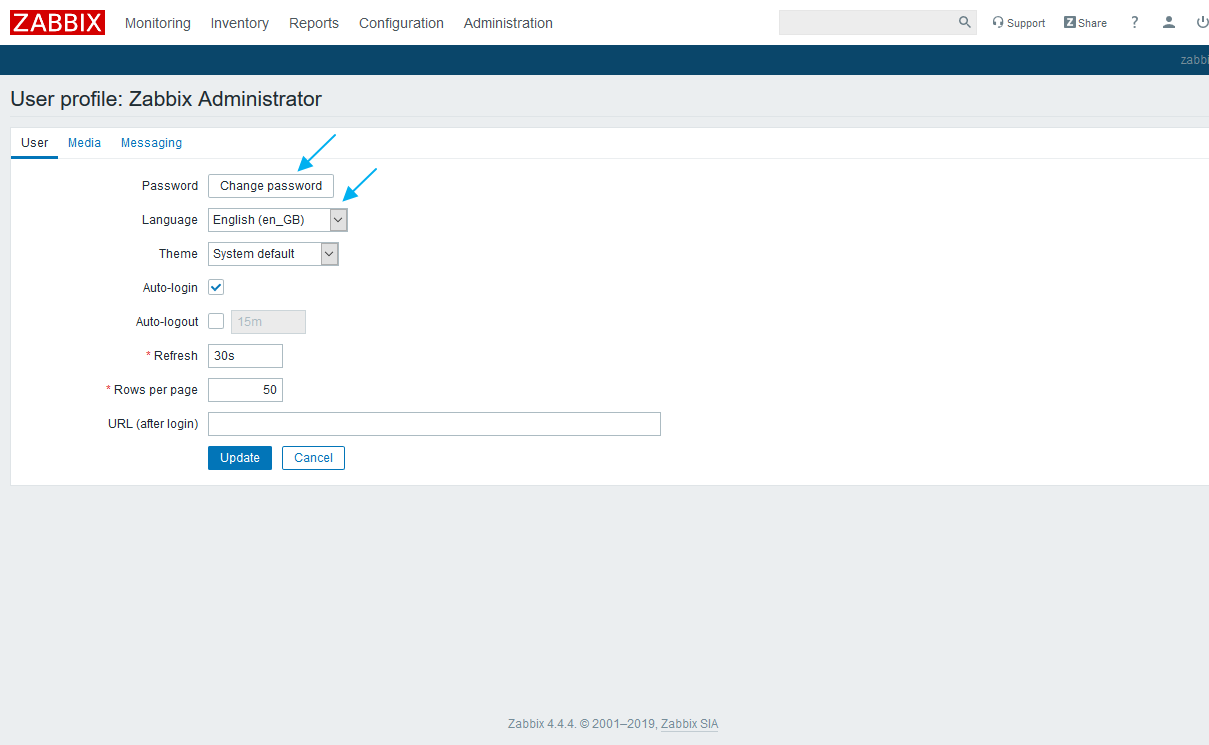 ZABBIX Monitoring Inventory Reports Configuration Administration Support Z Share ?
User profile: Zabbix Administrator
User Media Messaging
Password Change password
Language English (en_GB)
Theme System default
Auto-login
Auto-logout 15m
* Refresh 30s
* Rows per page 50
URL (after login)
Update Cancel
Zabbix 4.4.4. © 2001–2019, Zabbix SIA